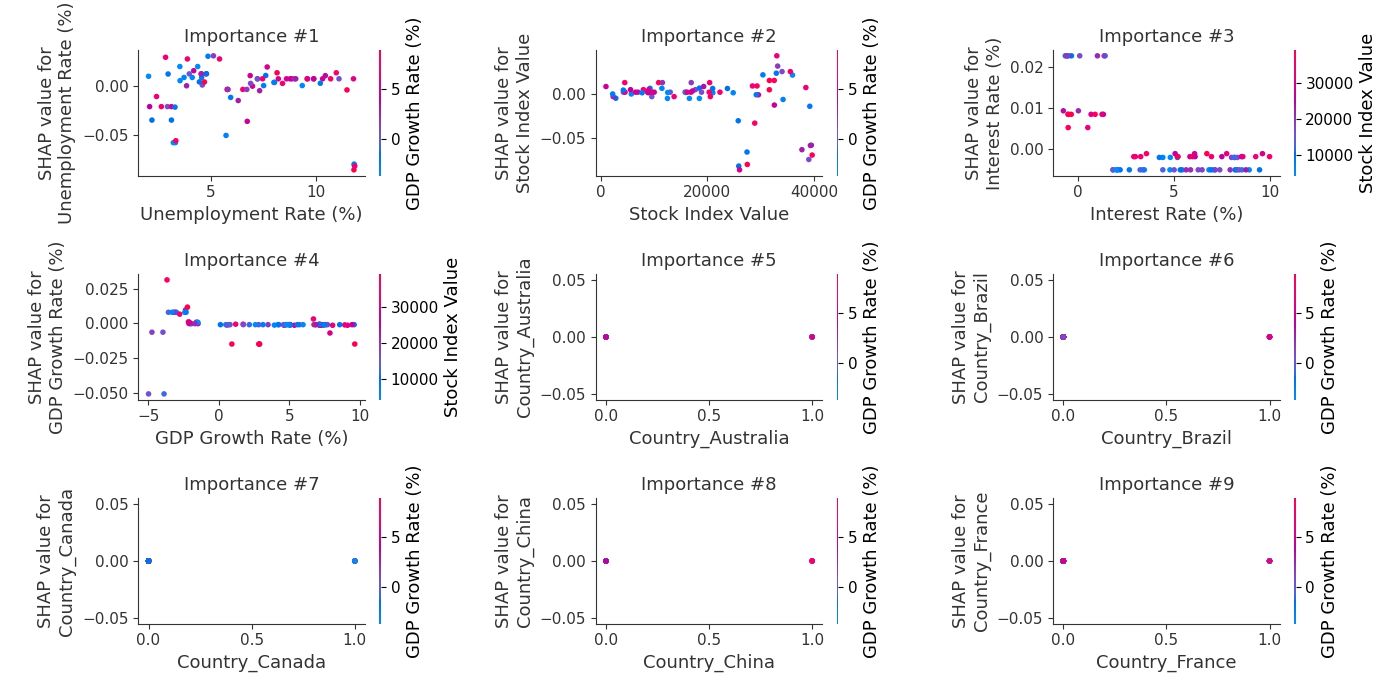 Importance #1
SHAP value for
Unemployment Rate (%)
0.00
−0.05
5
10
Unemployment Rate (%)
5
0
GDP Growth Rate (%)
Importance #2
SHAP value for
Stock Index Value
0.00
−0.05
0
20000
40000
Stock Index Value
5
0
GDP Growth Rate (%)
Importance #3
SHAP value for
Interest Rate (%)
0.02
0.01
0.00
0
5
10
Interest Rate (%)
30000
20000
10000
Stock Index Value
Importance #4
SHAP value for
GDP Growth Rate (%)
0.025
0.000
−0.025
−0.050
−5
0
5
10
GDP Growth Rate (%)
30000
20000
10000
Stock Index Value
Importance #5
SHAP value for
Country_Australia
0.05
0.00
−0.05
0.0
0.5
1.0
Country_Australia
5
0
GDP Growth Rate (%)
Importance #6
SHAP value for
Country_Brazil
0.05
0.00
−0.05
0.0
0.5
1.0
Country_Brazil
5
0
GDP Growth Rate (%)
Importance #7
SHAP value for
Country_Canada
0.05
0.00
−0.05
0.0
0.5
1.0
Country_Canada
5
0
GDP Growth Rate (%)
Importance #8
SHAP value for
Country_China
0.05
0.00
−0.05
0.0
0.5
1.0
Country_China
5
0
GDP Growth Rate (%)
Importance #9
SHAP value for
Country_France
0.05
0.00
−0.05
0.0
0.5
1.0
Country_France
5
0
GDP Growth Rate (%)